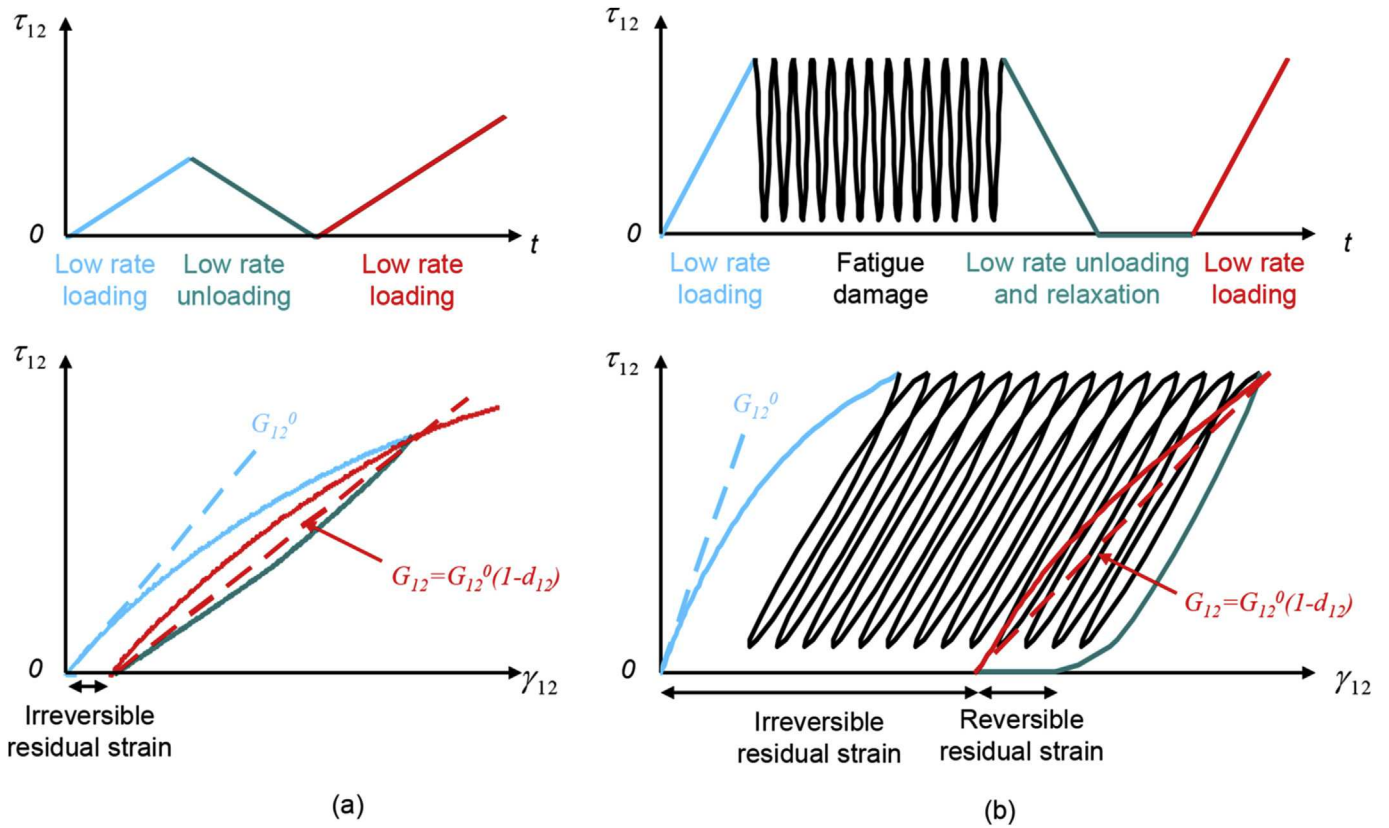 τ₁₂
0
t
Low rate
loading
Low rate
unloading
Low rate
loading
τ₁₂
G₁₂⁰
G₁₂=G₁₂⁰(1-d₁₂)
0
γ₁₂
Irreversible
residual strain
(a)
τ₁₂
0
t
Low rate
loading
Fatigue
damage
Low rate unloading
and relaxation
Low rate
loading
τ₁₂
G₁₂⁰
G₁₂=G₁₂⁰(1-d₁₂)
0
γ₁₂
Irreversible
residual strain
Reversible
residual strain
(b)